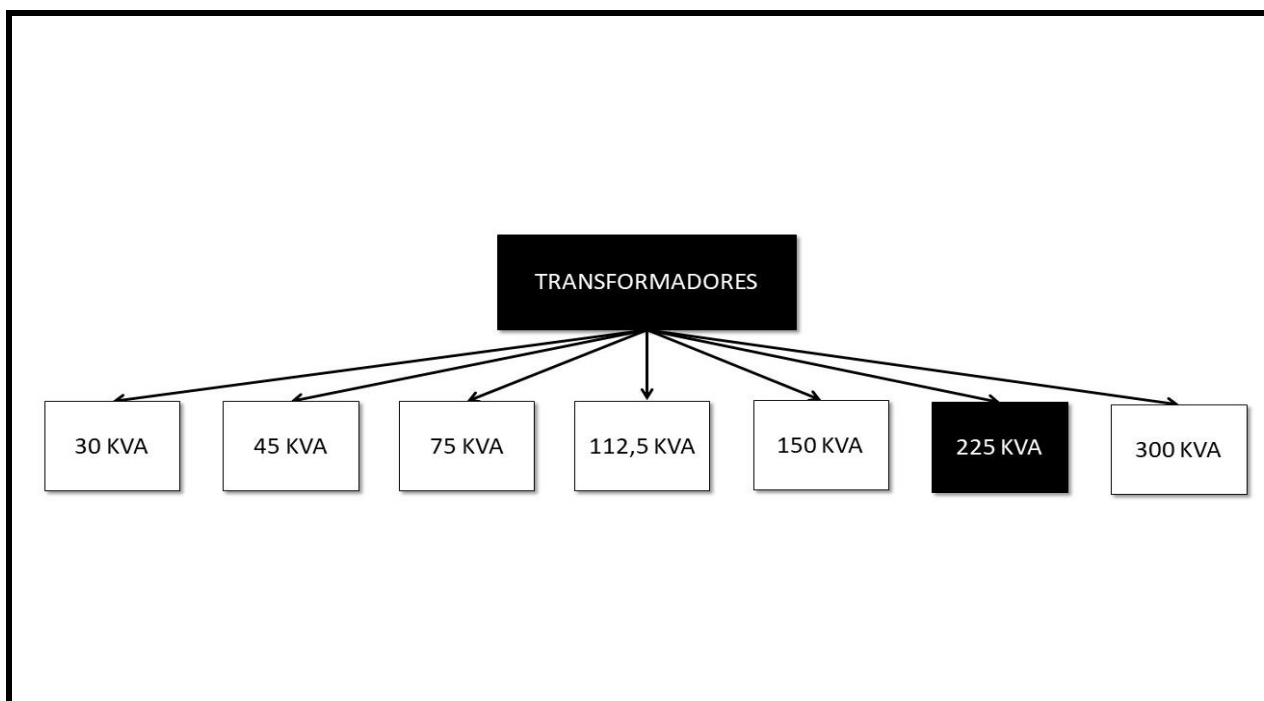 TRANSFORMADORES
30 KVA
45 KVA
75 KVA
112,5 KVA
150 KVA
225 KVA
300 KVA